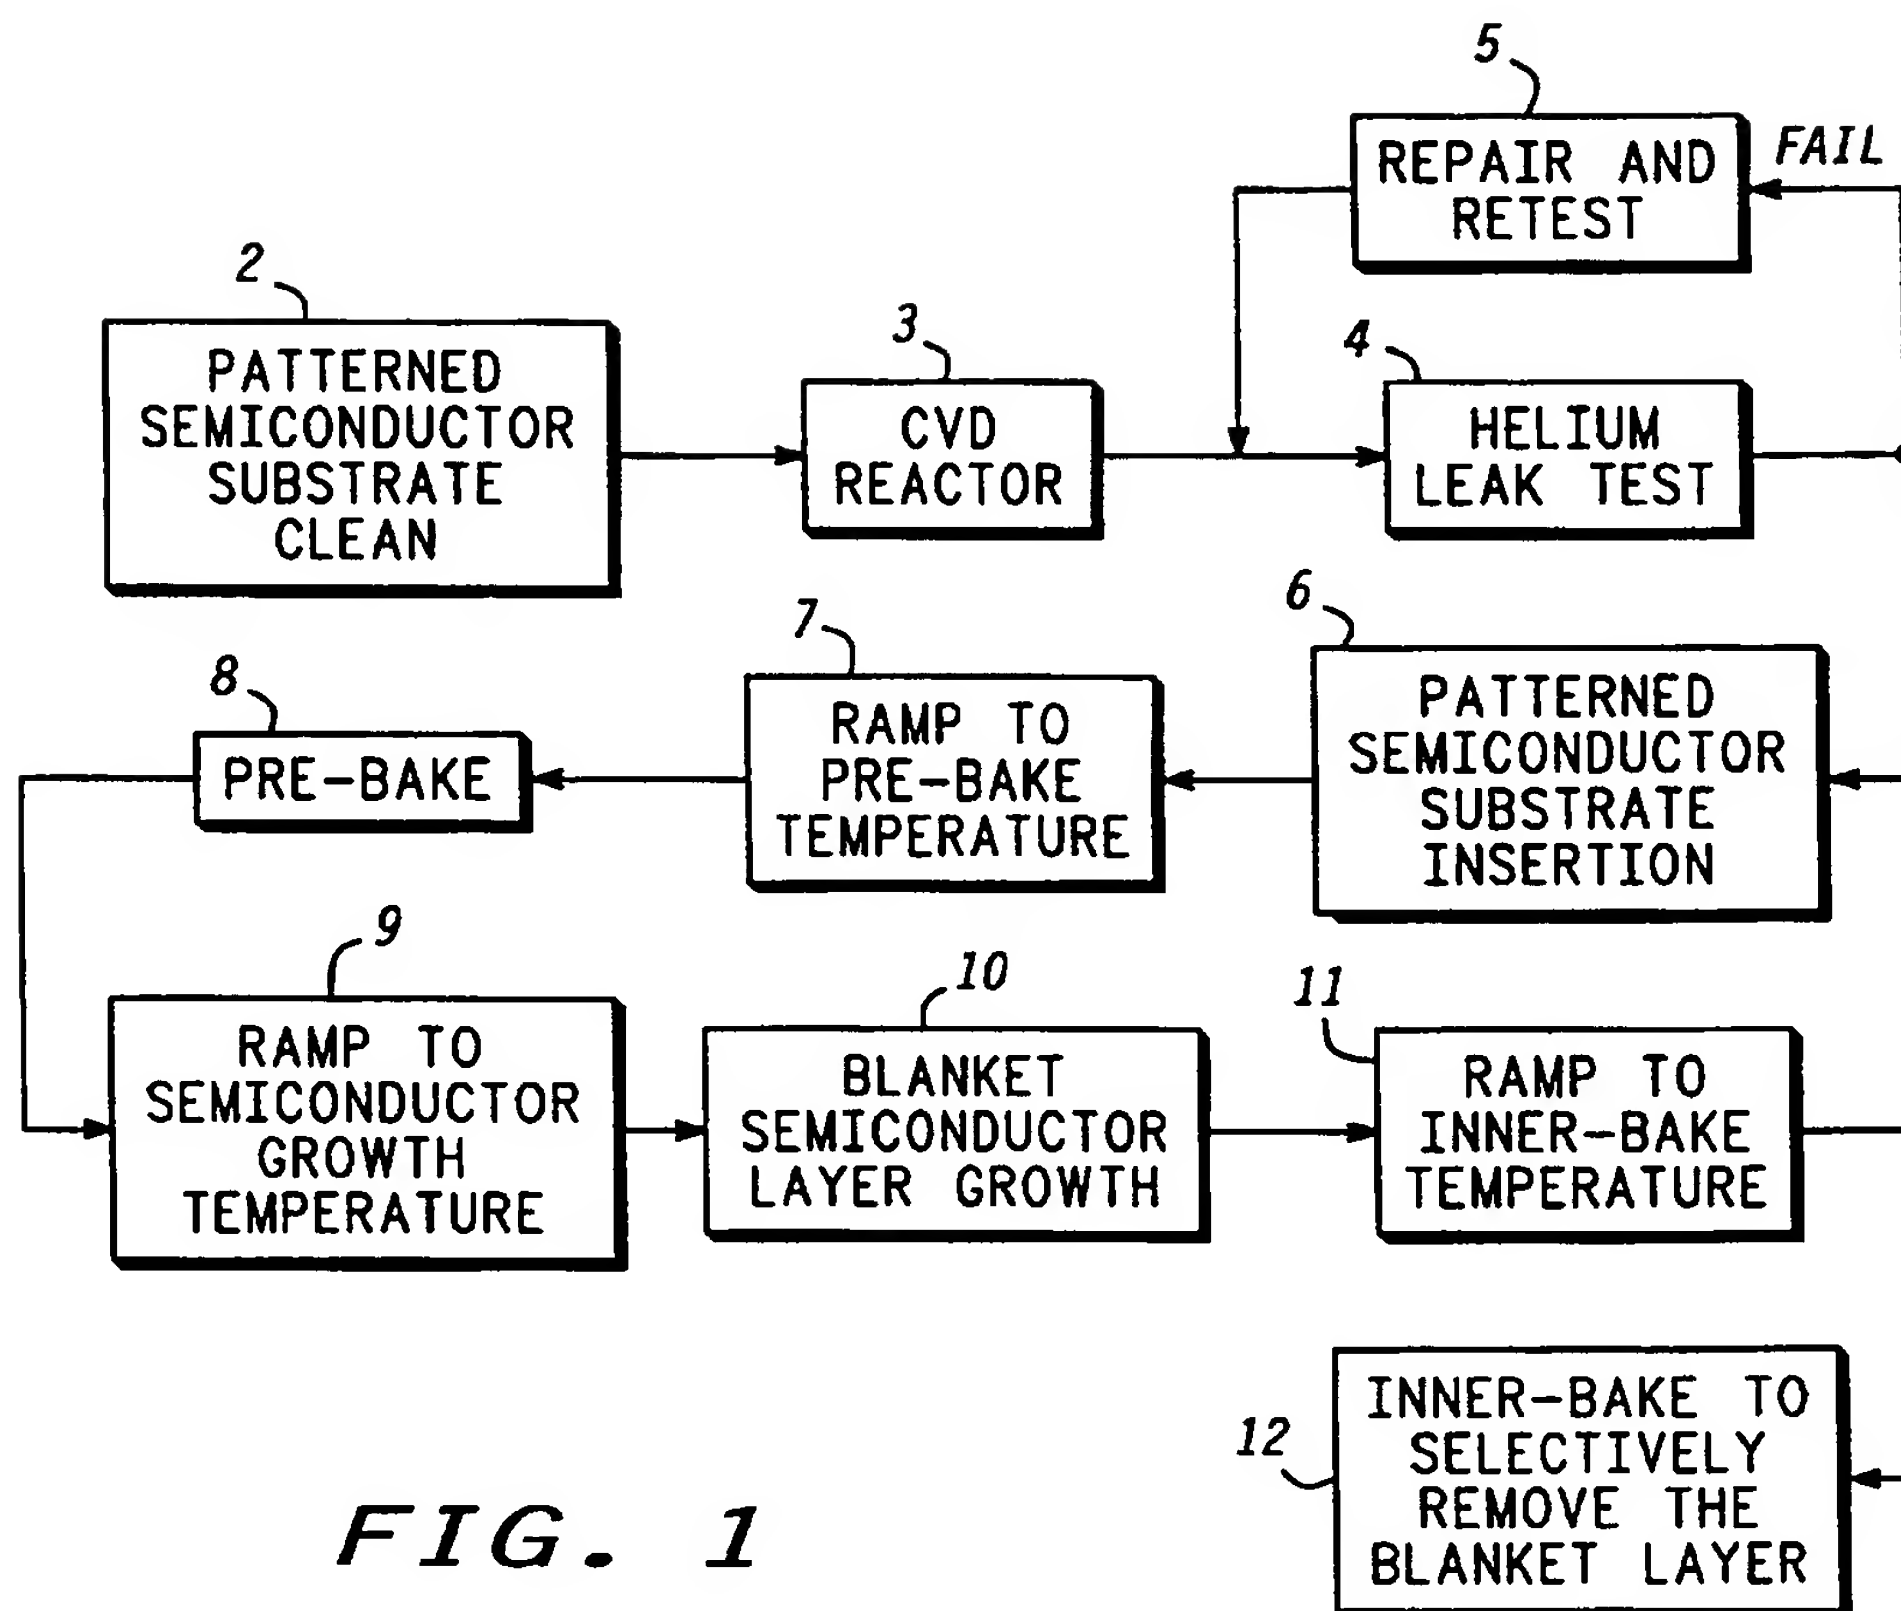 5
REPAIR AND
RETEST
FAIL
2
PATTERNED
SEMICONDUCTOR
SUBSTRATE
CLEAN
3
CVD
REACTOR
4
HELIUM
LEAK TEST
6
PATTERNED
SEMICONDUCTOR
SUBSTRATE
INSERTION
7
RAMP TO
PRE-BAKE
TEMPERATURE
8
PRE-BAKE
9
RAMP TO
SEMICONDUCTOR
GROWTH
TEMPERATURE
10
BLANKET
SEMICONDUCTOR
LAYER GROWTH
11
RAMP TO
INNER-BAKE
TEMPERATURE
12
INNER-BAKE TO
SELECTIVELY
REMOVE THE
BLANKET LAYER
FIG. 1